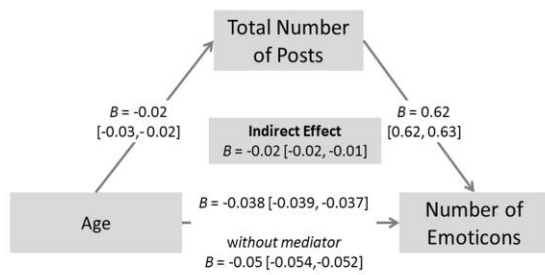 Total Number
of Posts
B = -0.02
[-0.03,-0.02]
B = 0.62
[0.62, 0.63]
Indirect Effect
B = -0.02 [-0.02, -0.01]
Age
B = -0.038 [-0.039, -0.037]
Number of
Emoticons
without mediator
B = -0.05 [-0.054,-0.052]